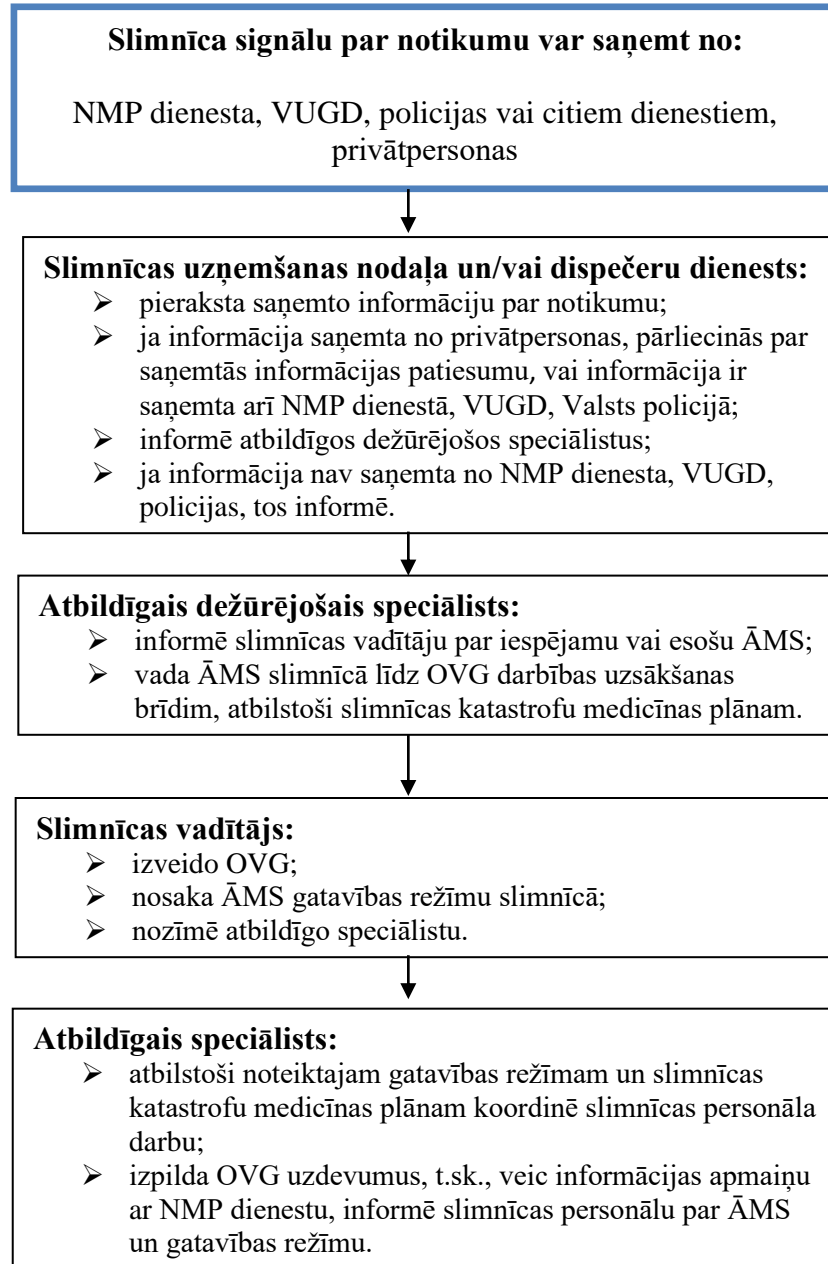 Slimnīca signālu par notikumu var saņemt no:
NMP dienesta, VUGD, policijas vai citiem dienestiem,
privātpersonas
Slimnīcas uzņemšanas nodaļa un/vai dispečeru dienests:
➢ pieraksta saņemto informāciju par notikumu;
➢ ja informācija saņemta no privātpersonas, pārliecinās par
saņemtās informācijas patiesumu, vai informācija ir
saņemta arī NMP dienestā, VUGD, Valsts policijā;
➢ informē atbildīgos dežūrējošos speciālistus;
➢ ja informācija nav saņemta no NMP dienesta, VUGD,
policijas, tos informē.
Atbildīgais dežūrējošais speciālists:
➢ informē slimnīcas vadītāju par iespējamu vai esošu ĀMS;
➢ vada ĀMS slimnīcā līdz OVG darbības uzsākšanas
brīdim, atbilstoši slimnīcas katastrofu medicīnas plānam.
Slimnīcas vadītājs:
➢ izveido OVG;
➢ nosaka ĀMS gatavības režīmu slimnīcā;
➢ nozīmē atbildīgo speciālistu.
Atbildīgais speciālists:
➢ atbilstoši noteiktajam gatavības režīmam un slimnīcas
katastrofu medicīnas plānam koordinē slimnīcas personāla
darbu;
➢ izpilda OVG uzdevumus, t.sk., veic informācijas apmaiņu
ar NMP dienestu, informē slimnīcas personālu par ĀMS
un gatavības režīmu.